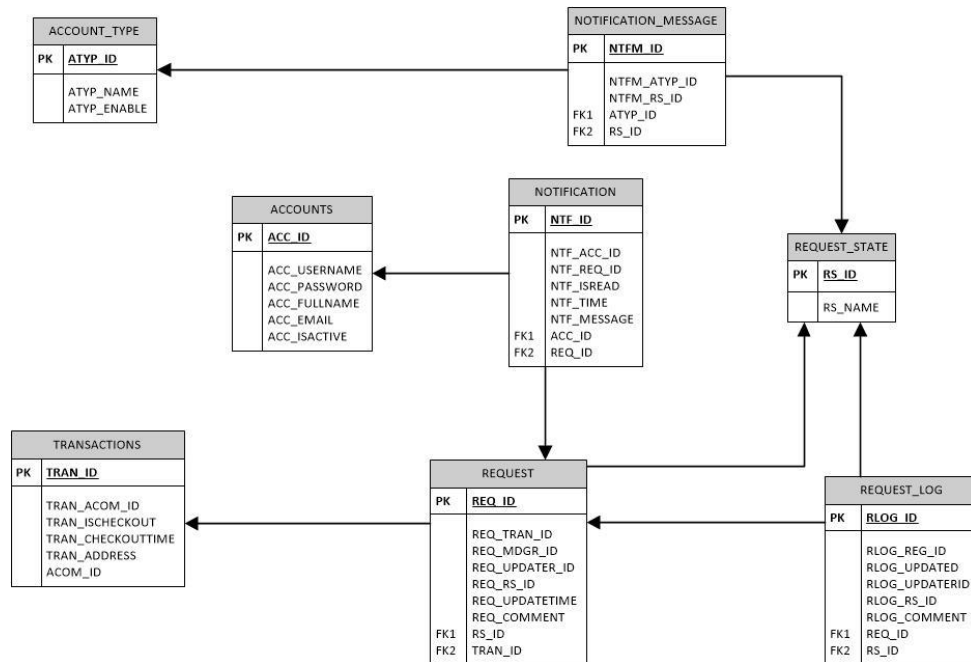 ACCOUNT_TYPE
PK ATYP_ID
ATYP_NAME
ATYP_ENABLE
NOTIFICATION_MESSAGE
PK NTFM_ID
NTFM_ATYP_ID
NTFM_RS_ID
FK1 ATYP_ID
FK2 RS_ID
ACCOUNTS
PK ACC_ID
ACC_USERNAME
ACC_PASSWORD
ACC_FULLNAME
ACC_EMAIL
ACC_ISACTIVE
NOTIFICATION
PK NTF_ID
NTF_ACC_ID
NTF_REQ_ID
NTF_ISREAD
NTF_TIME
NTF_MESSAGE
FK1 ACC_ID
FK2 REQ_ID
REQUEST_STATE
PK RS_ID
RS_NAME
TRANSACTIONS
PK TRAN_ID
TRAN_ACOM_ID
TRAN_ISCHECKOUT
TRAN_CHECKOUTTIME
TRAN_ADDRESS
ACOM_ID
REQUEST
PK REQ_ID
REQ_TRAN_ID
REQ_MDGR_ID
REQ_UPDATER_ID
REQ_RS_ID
REQ_UPDATETIME
REQ_COMMENT
FK1 RS_ID
FK2 TRAN_ID
REQUEST_LOG
PK RLOG_ID
RLOG_REG_ID
RLOG_UPDATED
RLOG_UPDATERID
RLOG_RS_ID
RLOG_COMMENT
FK1 REQ_ID
FK2 RS_ID